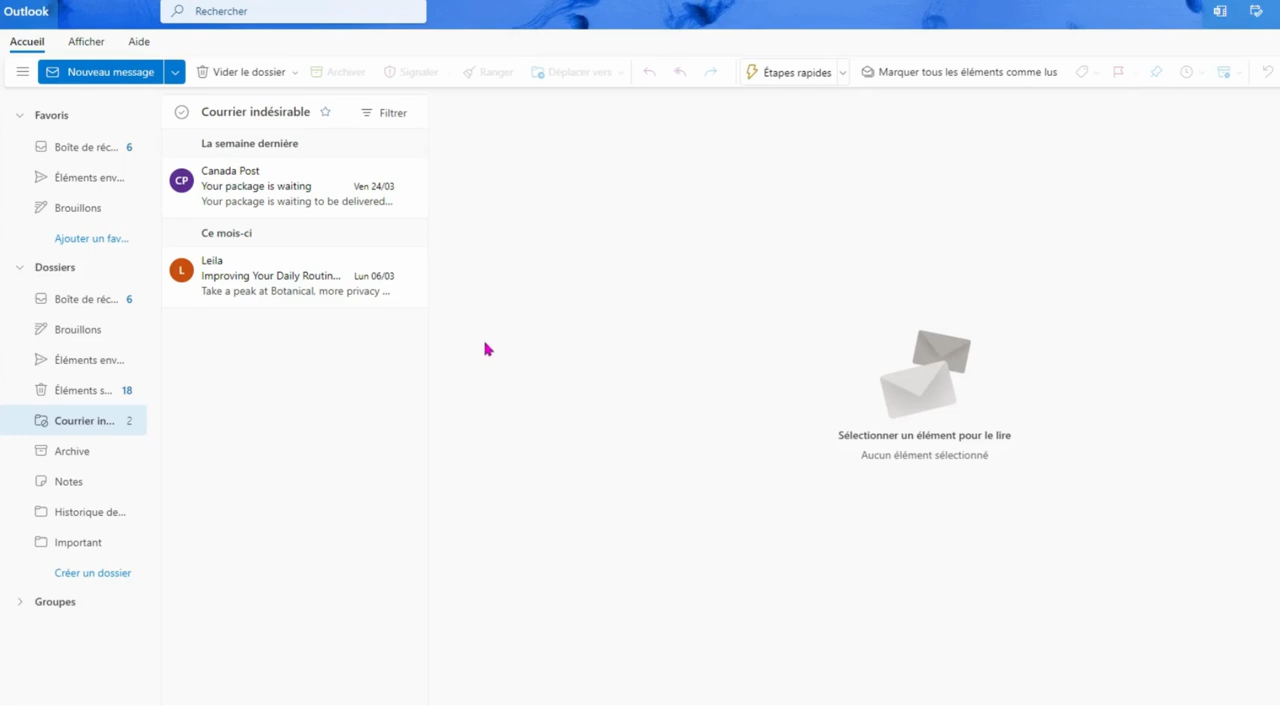 Outlook
Rechercher
Accueil
Afficher
Aide
Nouveau message
Vider le dossier
Archiver
Signaler
Ranger
Déplacer vers
Étapes rapides
Marquer tous les éléments comme lus
Favoris
Boîte de réc... 6
Éléments env...
Brouillons
Ajouter un fav...
Dossiers
Boîte de réc... 6
Brouillons
Éléments env...
Éléments s... 18
Courrier in... 2
Archive
Notes
Historique de...
Important
Créer un dossier
Groupes
Courrier indésirable
Filtrer
La semaine dernière
CP
Canada Post
Your package is waiting Ven 24/03
Your package is waiting to be delivered...
Ce mois-ci
L
Leila
Improving Your Daily Routin... Lun 06/03
Take a peak at Botanical, more privacy ...
Sélectionner un élément pour le lire
Aucun élément sélectionné